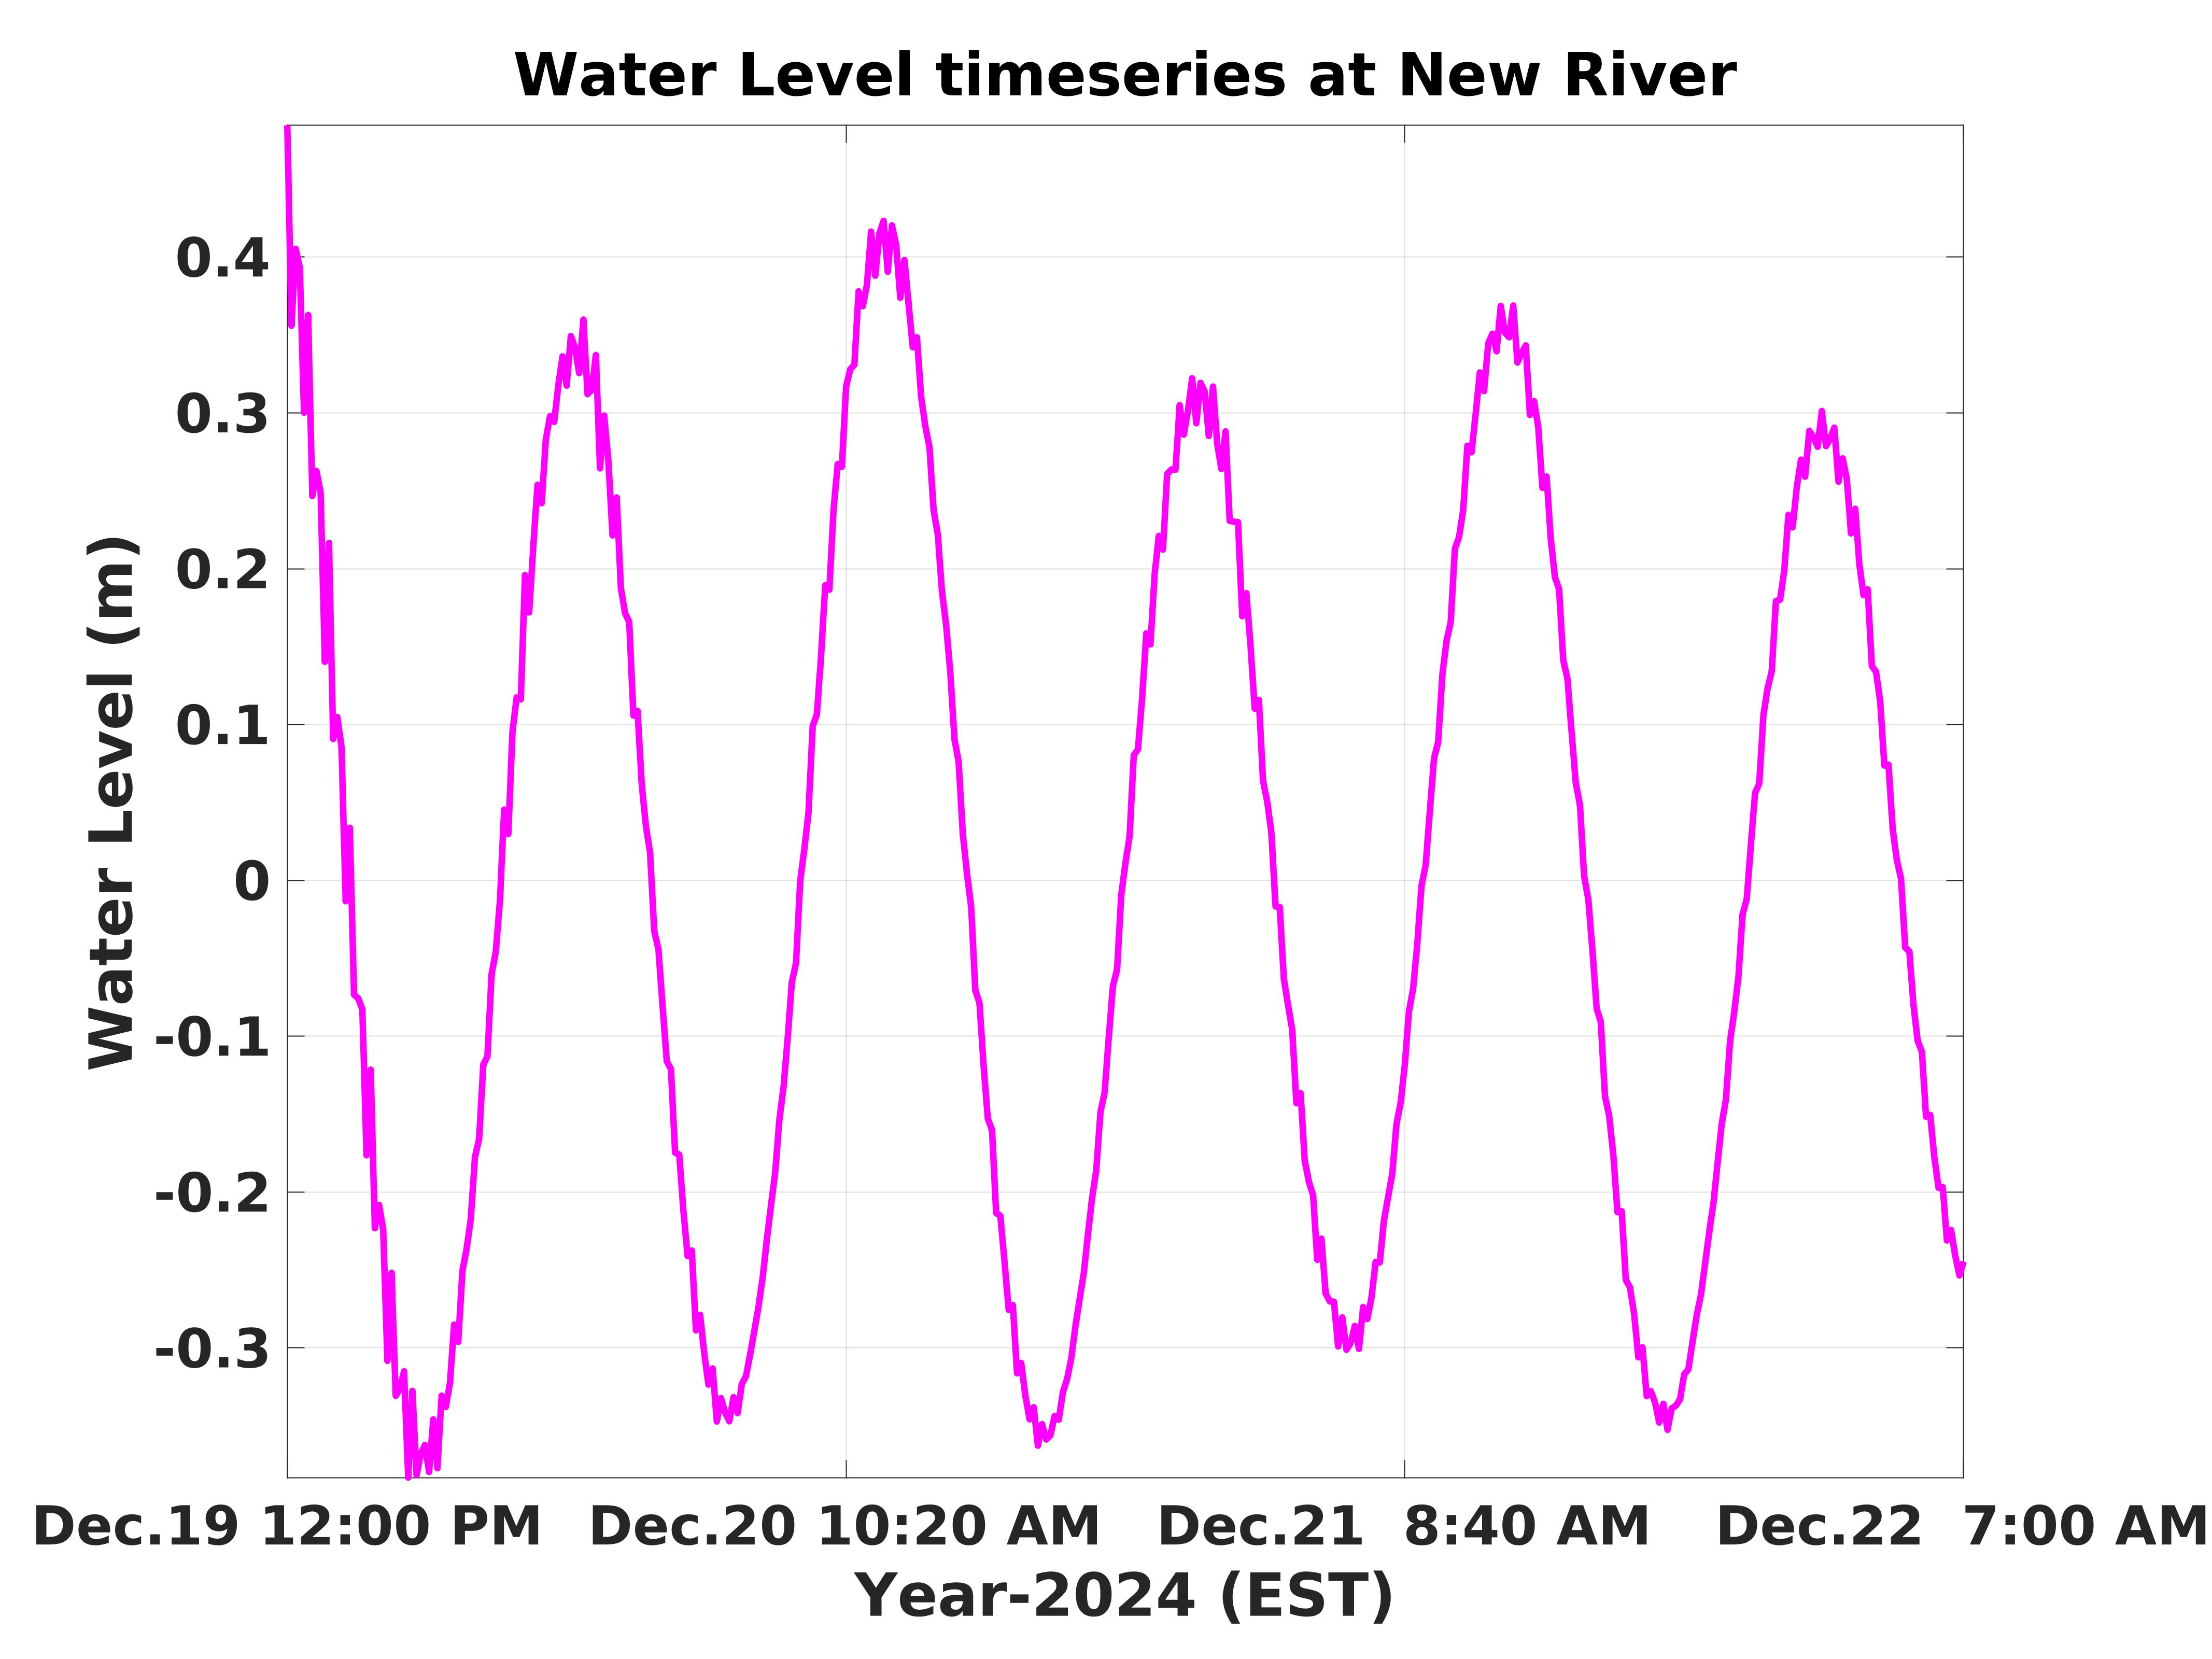 Water Level timeseries at New River
Water Level (m)
0.4
0.3
0.2
0.1
0
-0.1
-0.2
-0.3
Dec.19 12:00 PM Dec.20 10:20 AM Dec.21 8:40 AM Dec.22 7:00 AM
Year-2024 (EST)